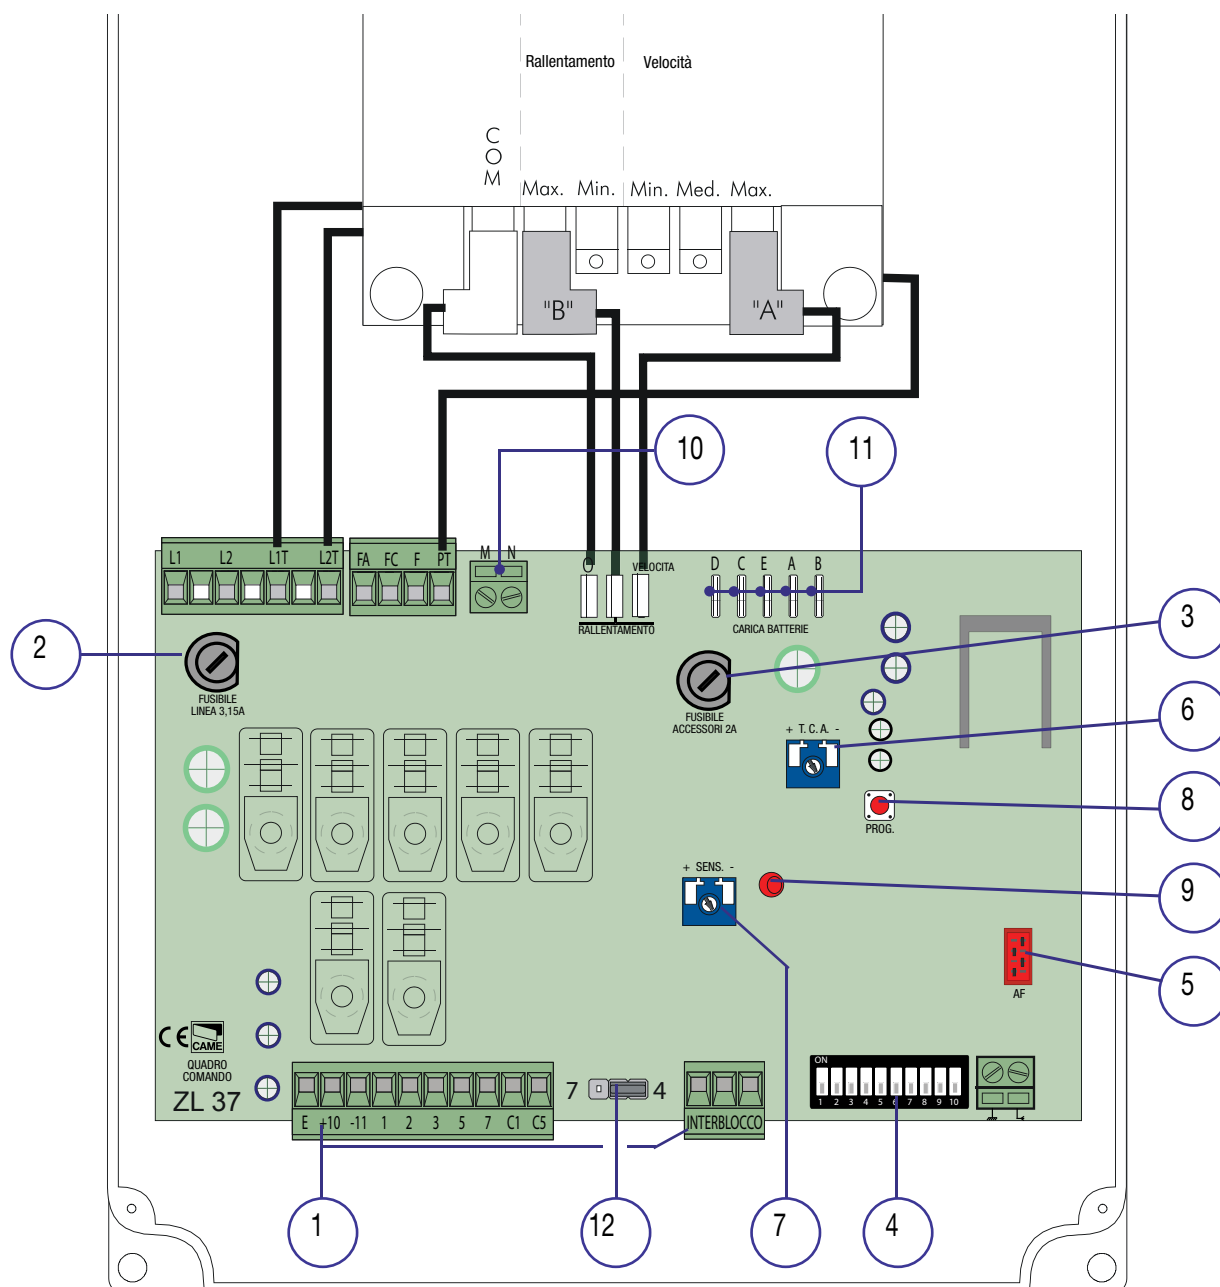 Rallentamento Velocità
COM
Max. Min. Min. Med. Max.
"B" "A"
10
11
L1 L2 L1T L2T
FA FC F PT
M N
O VELOCITA
D C E A B
RALLENTAMENTO
CARICA BATTERIE
3
2
FUSIBILE
LINEA 3,15A
FUSIBILE
ACCESSORI 2A
6
+ T. C. A. -
8
PROG.
+ SENS. -
9
5
AF
CE CAME
QUADRO
COMANDO
ZL 37
ON
1 2 3 4 5 6 7 8 9 10
7 4
E +10 -11 1 2 3 5 7 C1 C5
INTERBLOCCO
1
12
7
4